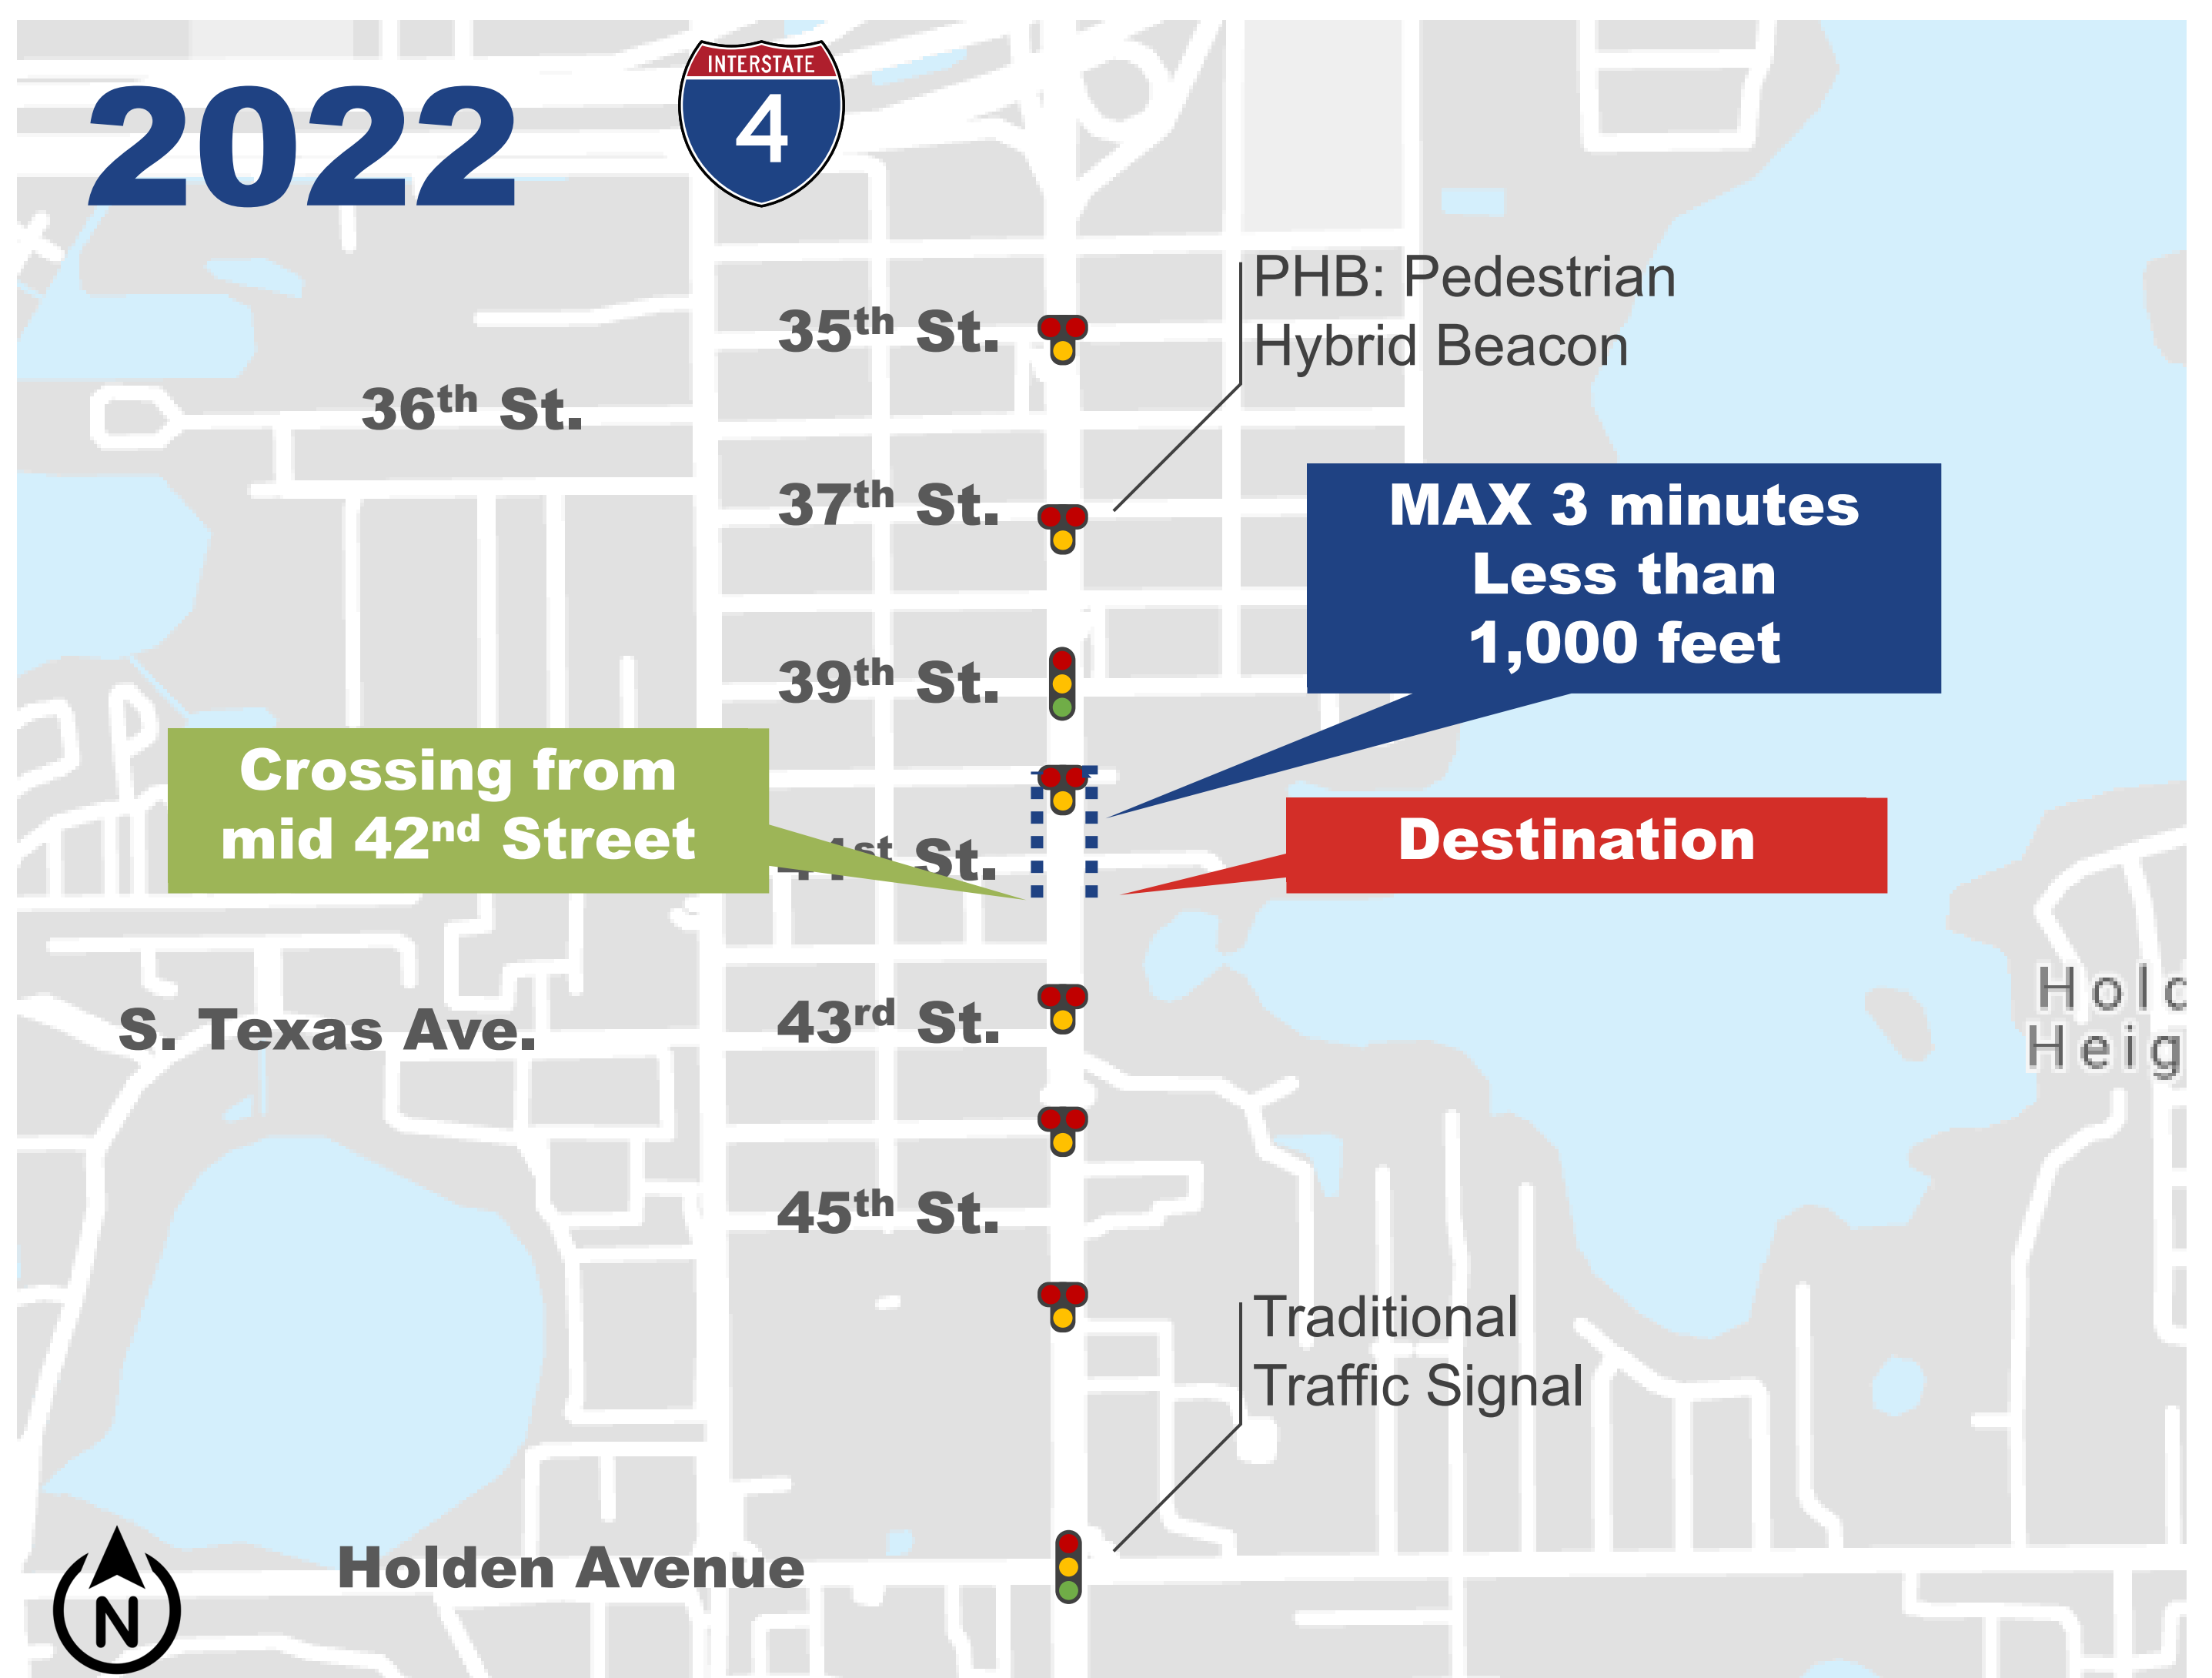 2022
INTERSTATE
4
PHB: Pedestrian
Hybrid Beacon
35th St.
36th St.
37th St.
MAX 3 minutes
Less than
1,000 feet
39th St.
Crossing from
mid 42nd Street
Destination
St.
S. Texas Ave.
43rd St.
45th St.
Traditional
Traffic Signal
Holden Avenue
N